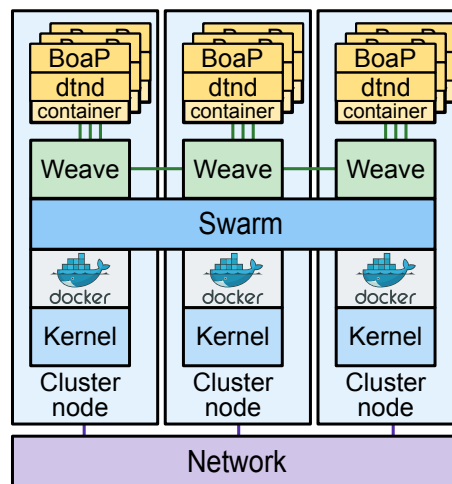 BoaP BoaP BoaP
dtnd dtnd dtnd
container container container
Weave Weave Weave
Swarm
docker docker docker
Kernel Kernel Kernel
Cluster Cluster Cluster
node node node
Network